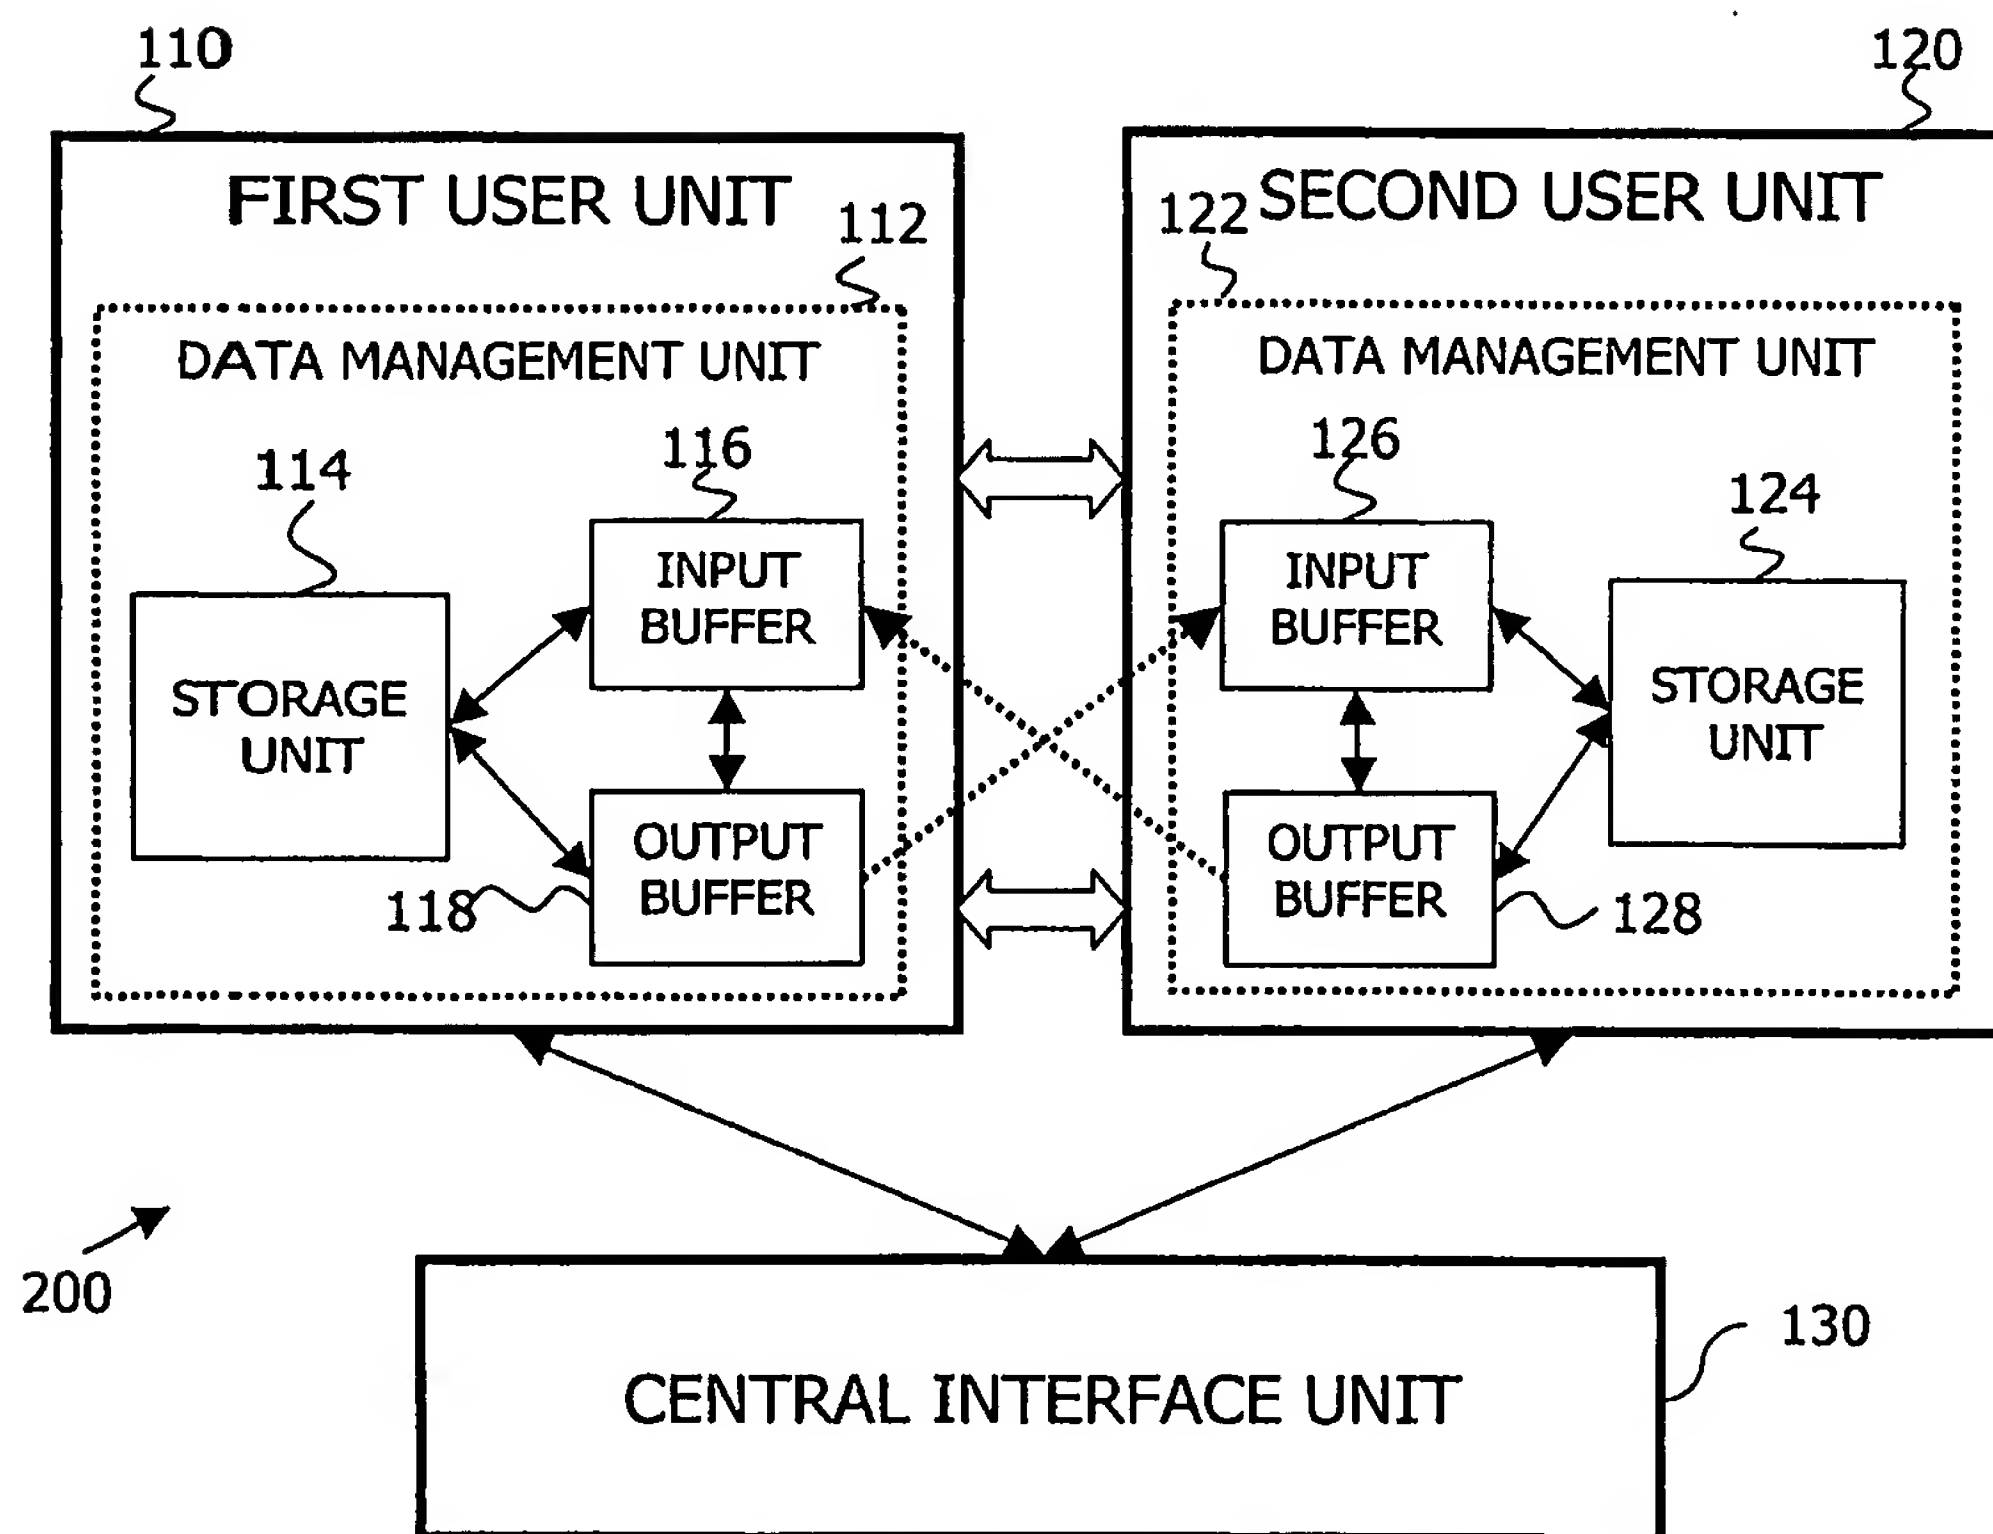 110
120
FIRST USER UNIT
SECOND USER UNIT
112
122
DATA MANAGEMENT UNIT
DATA MANAGEMENT UNIT
114
116
126
124
INPUT
BUFFER
INPUT
BUFFER
STORAGE
UNIT
STORAGE
UNIT
OUTPUT
BUFFER
OUTPUT
BUFFER
118
128
200
130
CENTRAL INTERFACE UNIT